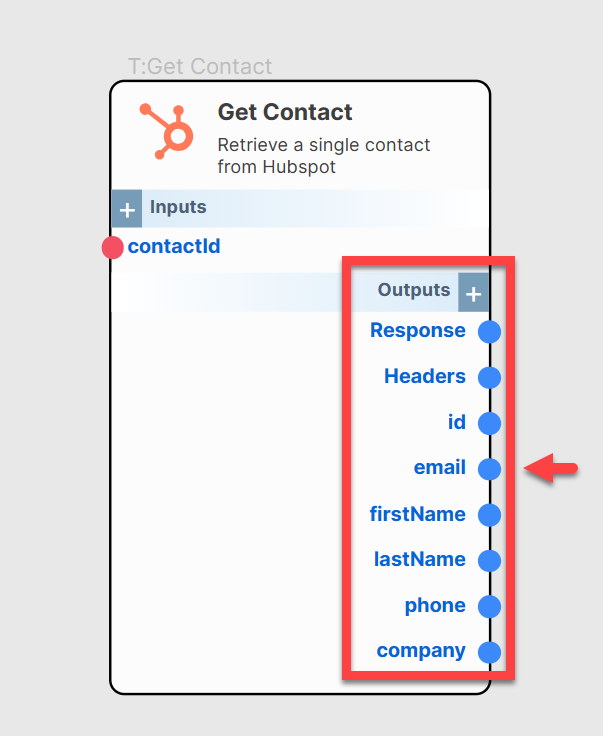 T:Get Contact
Get Contact
Retrieve a single contact
from Hubspot
+ Inputs
contactId
Outputs +
Response
Headers
id
email
firstName
lastName
phone
company